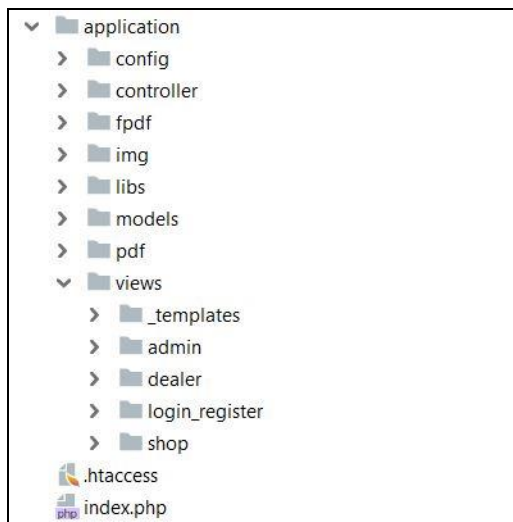 application
config
controller
fpdf
img
libs
models
pdf
views
_templates
admin
dealer
login_register
shop
.htaccess
php index.php